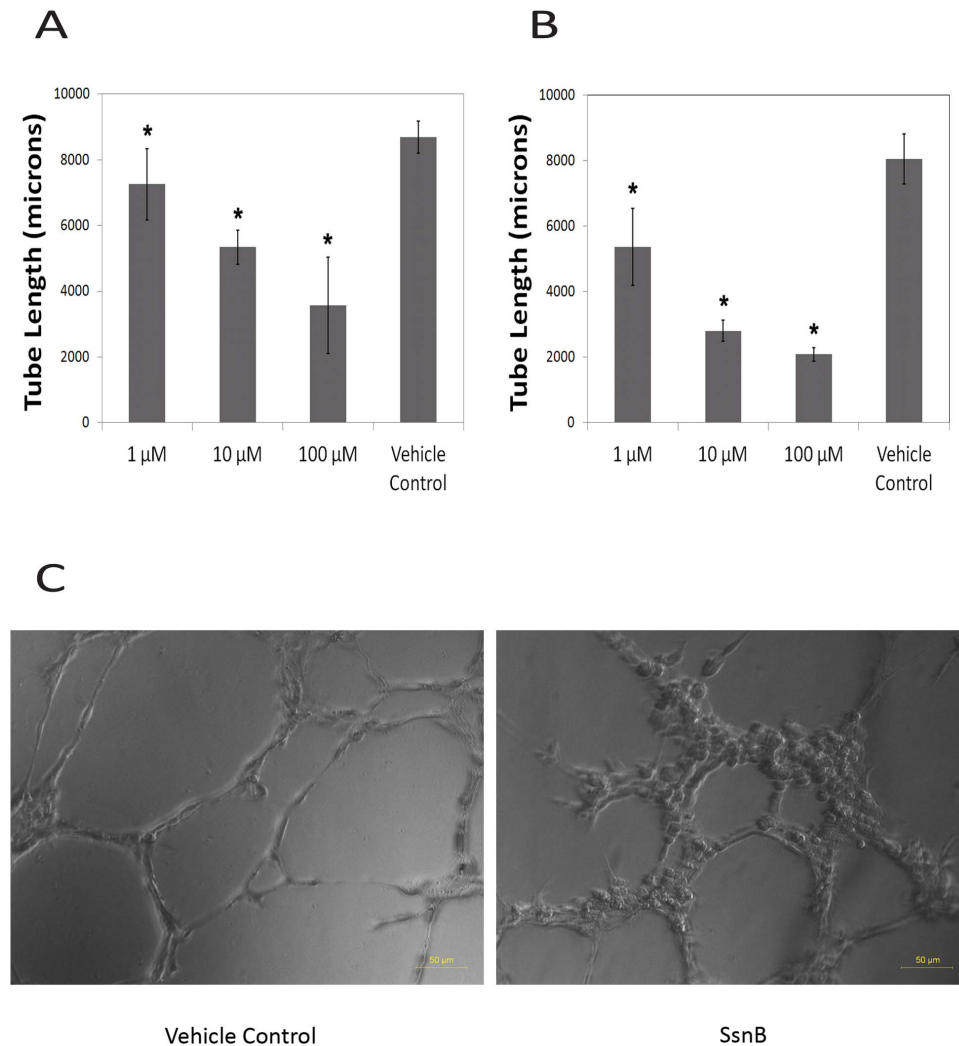 A
B
Tube Length (microns)
10000
8000
6000
4000
2000
0
*
*
*
1 µM
10 µM
100 µM
Vehicle
Control
Tube Length (microns)
10000
8000
6000
4000
2000
0
*
*
*
1 µM
10 µM
100 µM
Vehicle
Control
C
50 µm
50 µm
Vehicle Control
SsnB